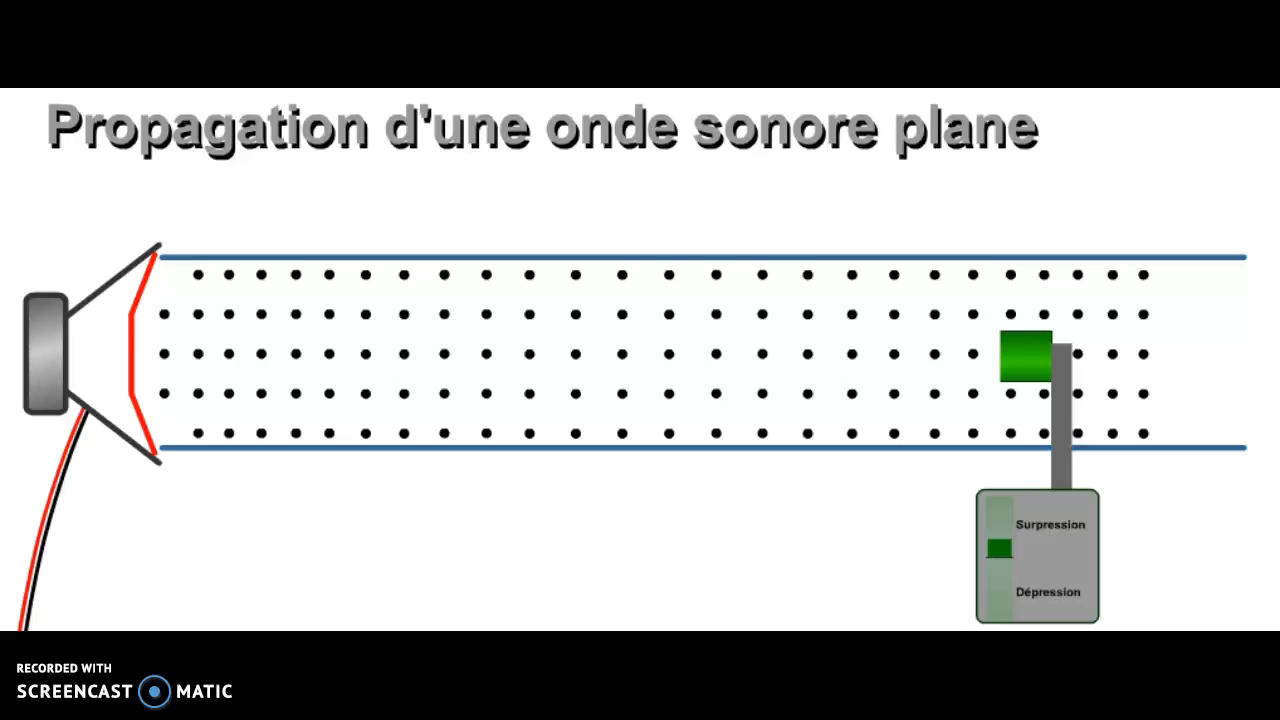 Propagation d'une onde sonore plane
Surpression
Dépression
RECORDED WITH
SCREENCAST MATIC